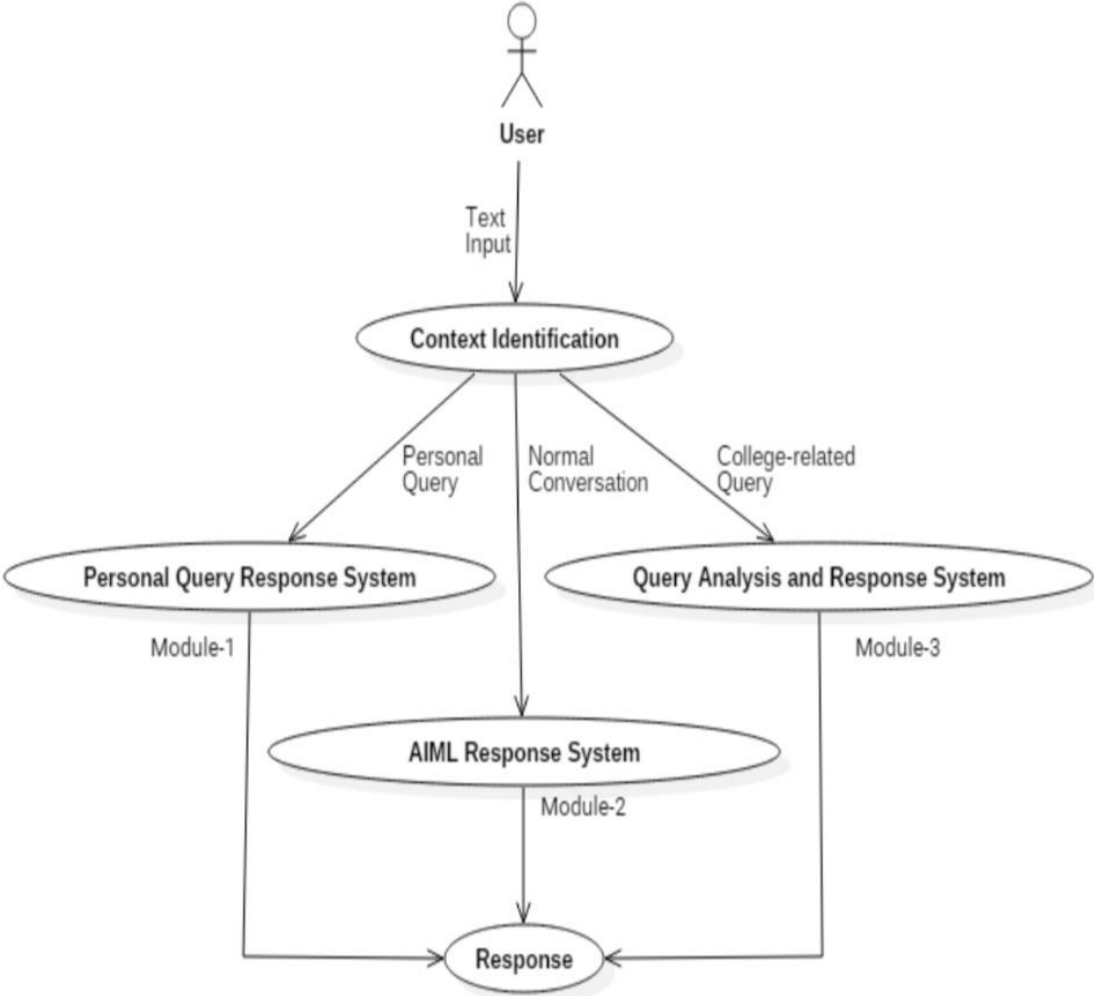 User
Text
Input
Context Identification
Personal
Query
Normal
Conversation
College-related
Query
Personal Query Response System
Query Analysis and Response System
Module-1
Module-3
AIML Response System
Module-2
Response